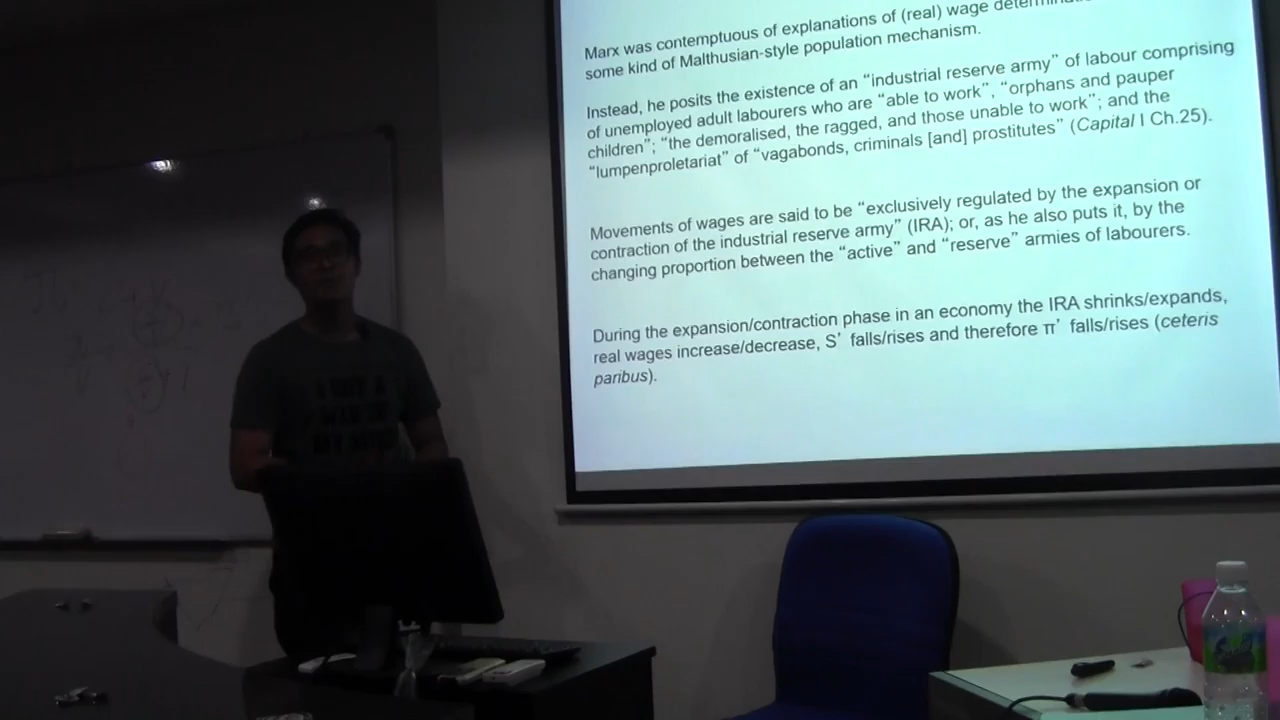 Marx was contemptuous of explanations of (real) wage
some kind of Malthusian-style population mechanism.
Instead, he posits the existence of an “industrial reserve army” of labour comprising
of unemployed adult labourers who are “able to work”, “orphans and pauper
children”; “the demoralised, the ragged, and those unable to work”; and the
“lumpenproletariat” of “vagabonds, criminals [and] prostitutes” (Capital I Ch.25).
Movements of wages are said to be “exclusively regulated by the expansion or
contraction of the industrial reserve army” (IRA); or, as he also puts it, by the
changing proportion between the “active” and “reserve” armies of labourers.
During the expansion/contraction phase in an economy the IRA shrinks/expands,
real wages increase/decrease, S’ falls/rises and therefore π’ falls/rises (ceteris
paribus).